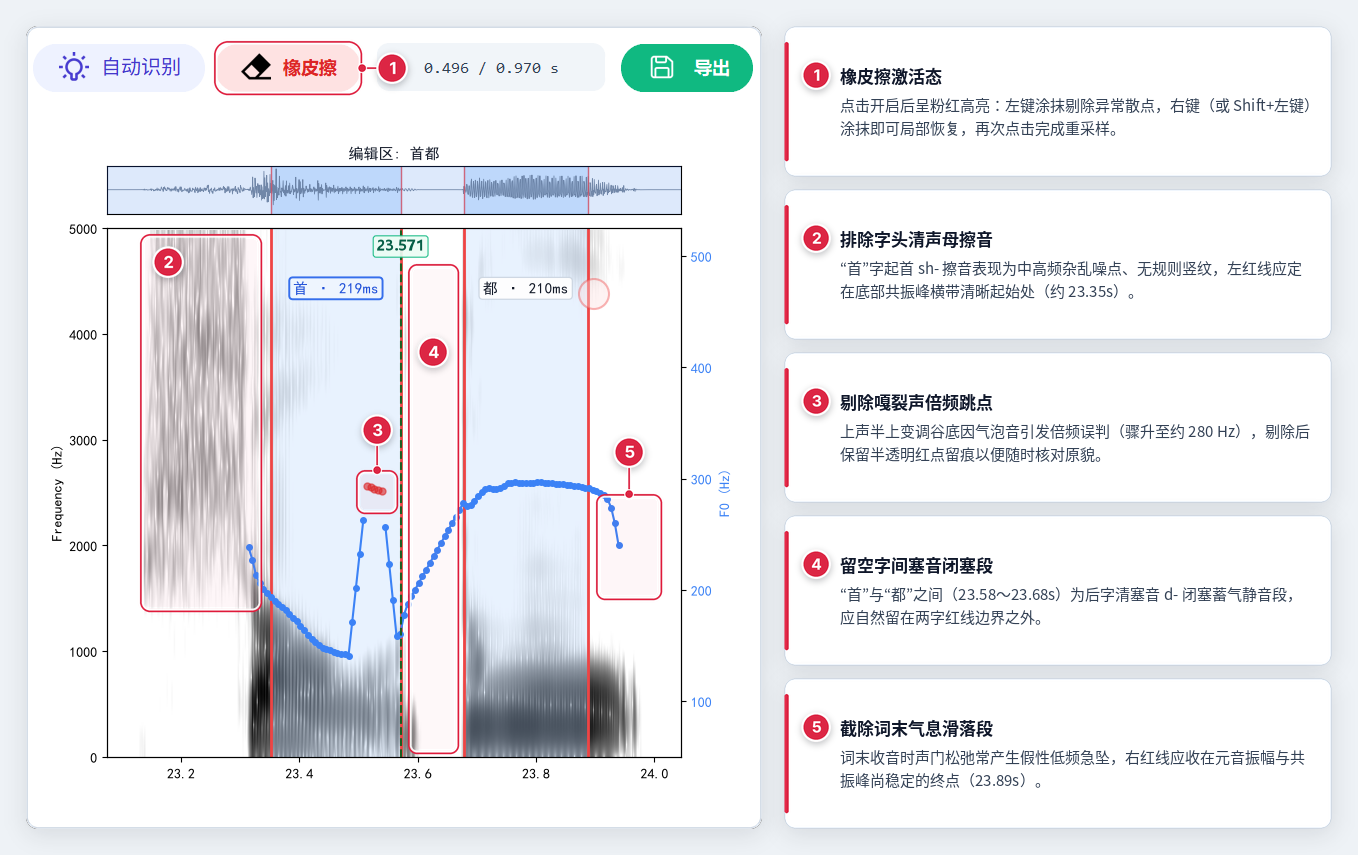 自动识别
橡皮擦
1
0.496 / 0.970 s
导出
编辑区: 首都
5000
4000
3000
2000
1000
0
Frequency (Hz)
23.2
23.4
23.6
23.8
24.0
500
400
300
200
100
F0 (Hz)
23.571
首 · 219ms
都 · 210ms
2
3
4
5
1
橡皮擦激活态
点击开启后呈粉红高亮：左键涂抹剔除异常散点，右键（或 Shift+左键）
涂抹即可局部恢复，再次点击完成重采样。
2
排除字头清声母擦音
“首”字起首 sh- 擦音表现为中高频杂乱噪点、无规则竖纹，左红线应定
在底部共振峰横带清晰起始处（约 23.35s）。
3
剔除嘎裂声倍频跳点
上声半上变调谷底因气泡音引发倍频误判（骤升至约 280 Hz），剔除后
保留半透明红点留痕以便随时核对原貌。
4
留空字间塞音闭塞段
“首”与“都”之间（23.58～23.68s）为后字清塞音 d- 闭塞蓄气静音段，
应自然留在两字红线边界之外。
5
截除词末气息滑落段
词末收音时声门松弛常产生假性低频急坠，右红线应收在元音振幅与共
振峰尚稳定的终点（23.89s）。